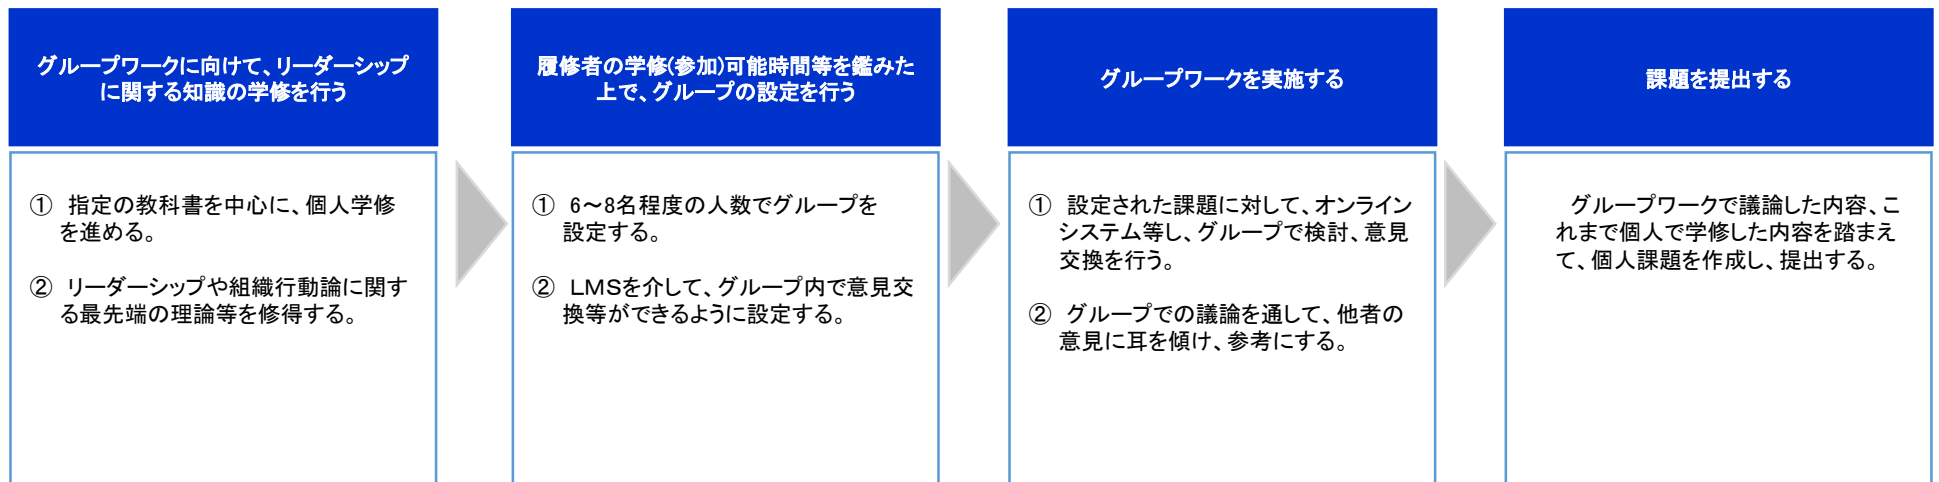 グループワークに向けて、リーダーシップ
に関する知識の学修を行う
① 指定の教科書を中心に、個人学修
を進める。
② リーダーシップや組織行動論に関す
る最先端の理論等を修得する。
履修者の学修(参加)可能時間等を鑑みた
上で、グループの設定を行う
① 6～8名程度の人数でグループを
設定する。
② ＬＭＳを介して、グループ内で意見交
換等ができるように設定する。
グループワークを実施する
① 設定された課題に対して、オンライン
システム等し、グループで検討、意見
交換を行う。
② グループでの議論を通して、他者の
意見に耳を傾け、参考にする。
課題を提出する
グループワークで議論した内容、こ
れまで個人で学修した内容を踏まえ
て、個人課題を作成し、提出する。